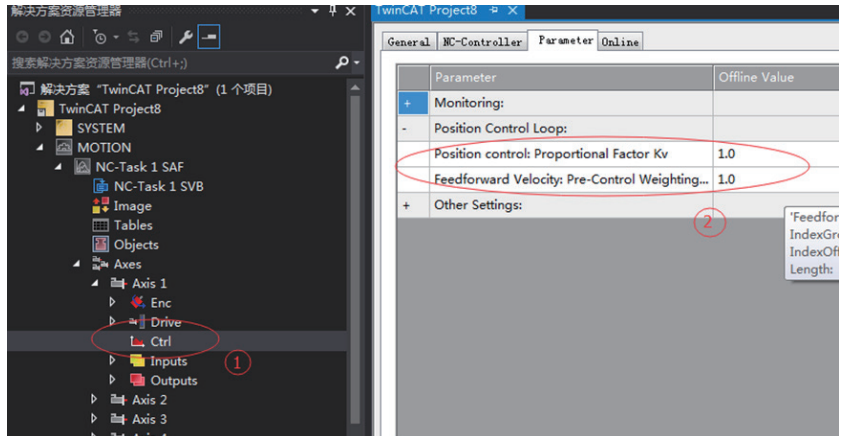 解决方案资源管理器
搜索解决方案资源管理器(Ctrl+;)
解决方案 "TwinCAT Project8" (1 个项目)
TwinCAT Project8
SYSTEM
MOTION
NC-Task 1 SAF
NC-Task 1 SVB
Image
Tables
Objects
Axes
Axis 1
Enc
Drive
Ctrl
Inputs
Outputs
Axis 2
Axis 3
①
TwinCAT Project8
General NC-Controller Parameter Online
Parameter Offline Value
+ Monitoring:
- Position Control Loop:
Position control: Proportional Factor Kv 1.0
Feedforward Velocity: Pre-Control Weighting... 1.0
+ Other Settings:
②
'Feedfor
IndexGr
IndexOff
Length: